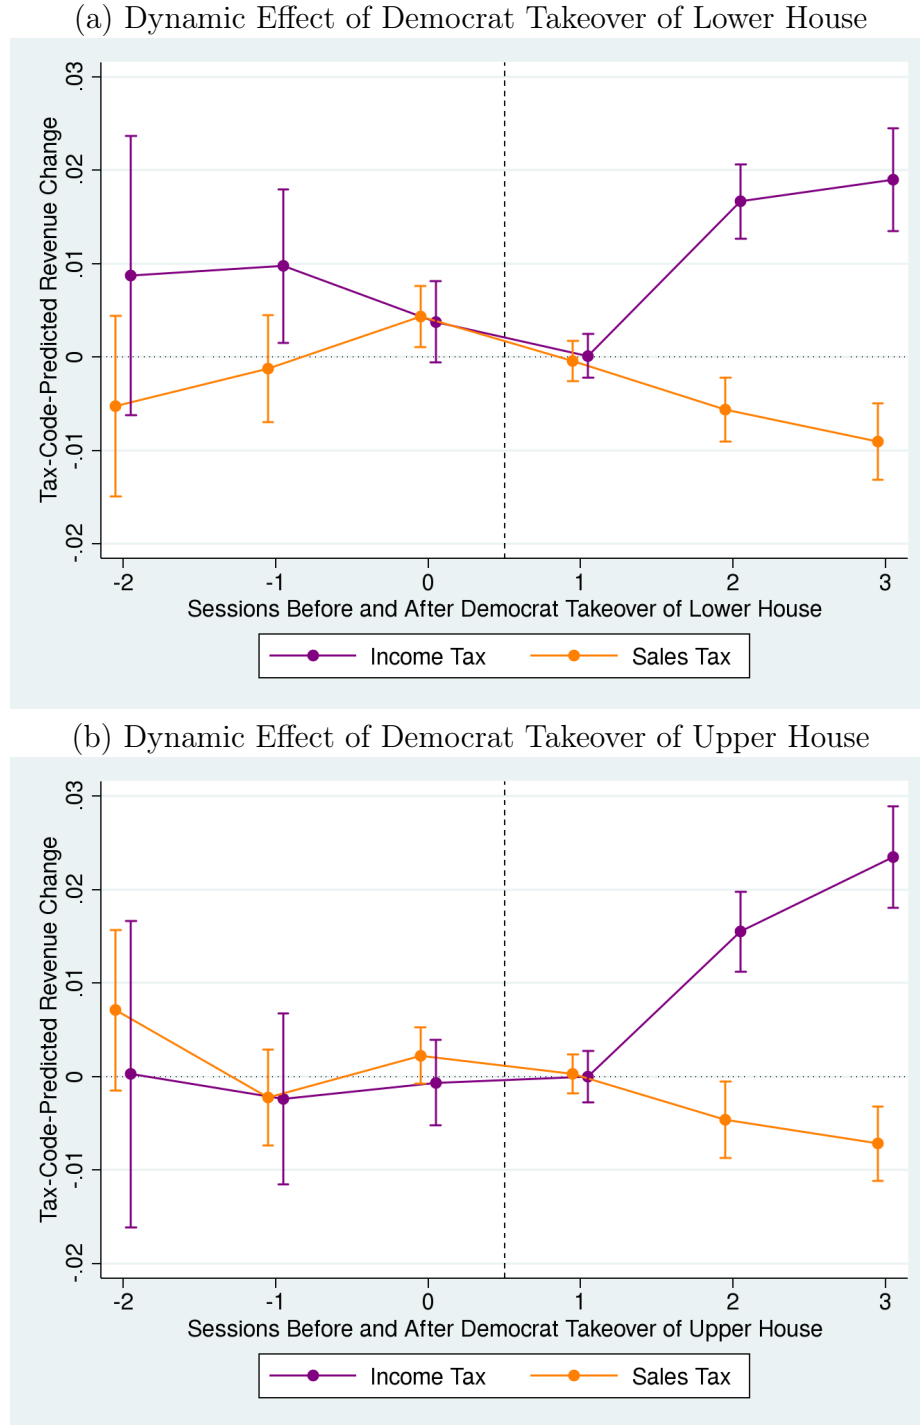 (a) Dynamic Effect of Democrat Takeover of Lower House
Tax-Code-Predicted Revenue Change
.03
.02
.01
0
-.01
-.02
-2 -1 0 1 2 3
Sessions Before and After Democrat Takeover of Lower House
Income Tax Sales Tax
(b) Dynamic Effect of Democrat Takeover of Upper House
Tax-Code-Predicted Revenue Change
.03
.02
.01
0
-.01
-.02
-2 -1 0 1 2 3
Sessions Before and After Democrat Takeover of Upper House
Income Tax Sales Tax